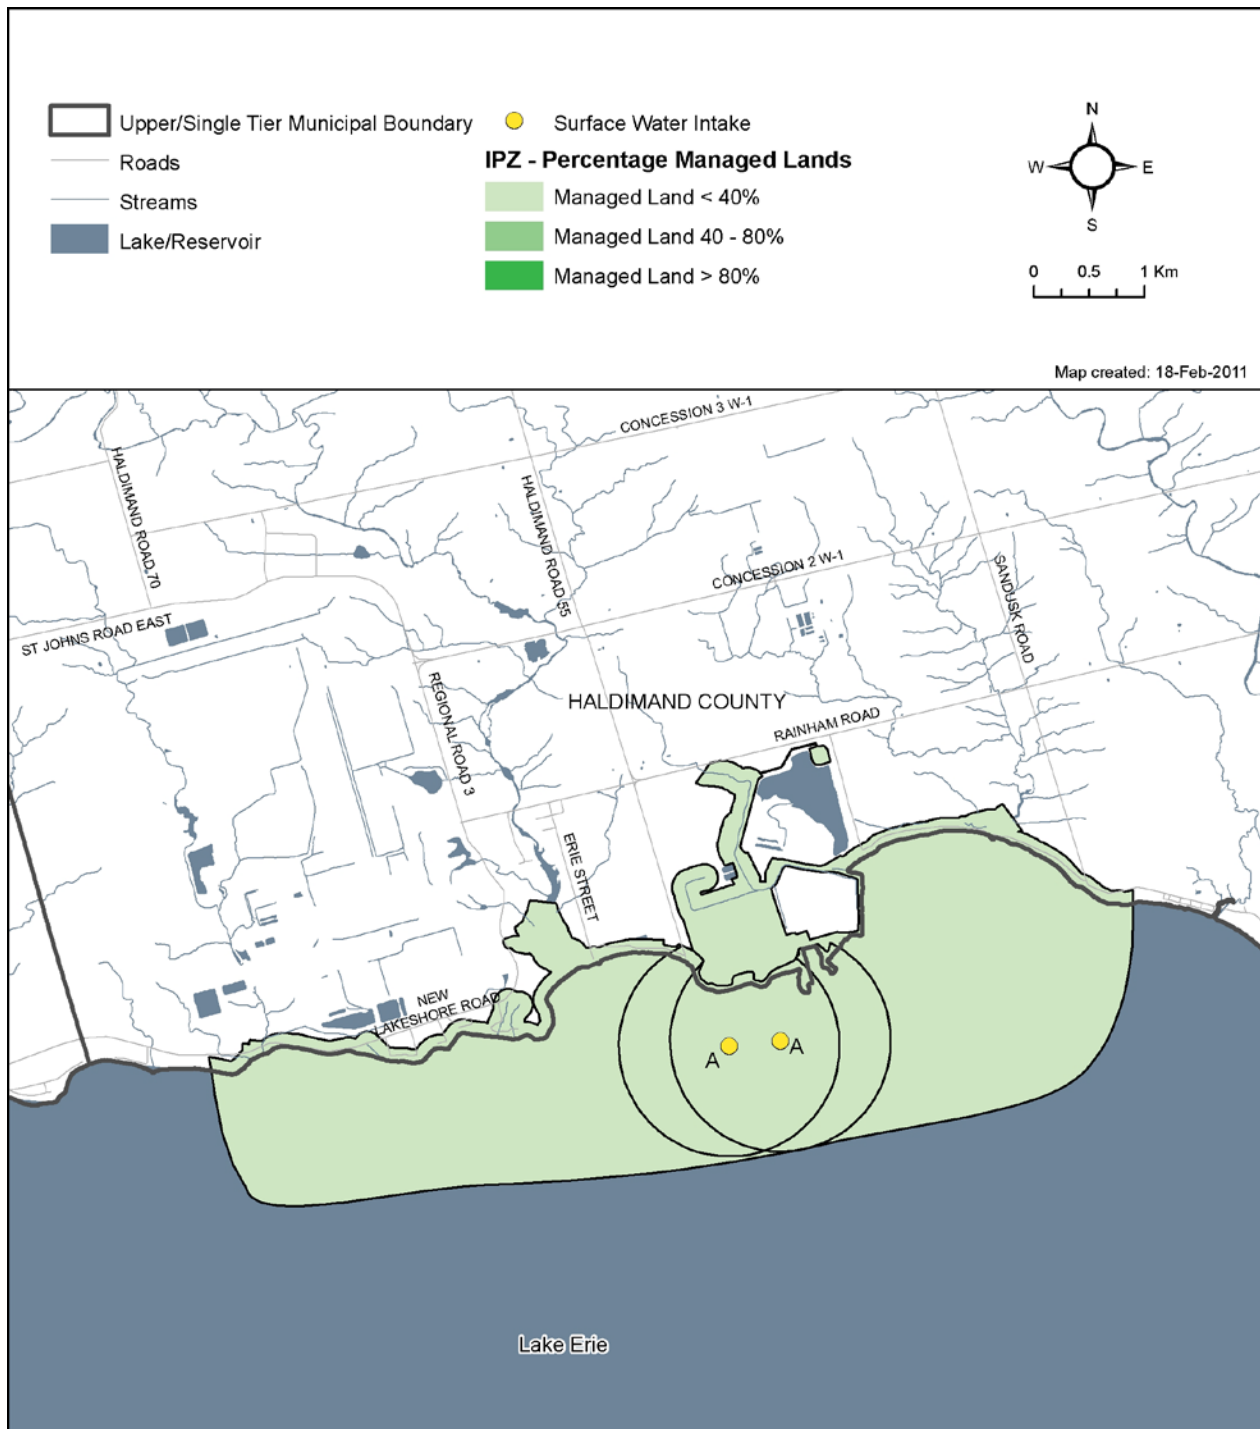 Upper/Single Tier Municipal Boundary
Roads
Streams
Lake/Reservoir
Surface Water Intake
IPZ - Percentage Managed Lands
Managed Land < 40%
Managed Land 40 - 80%
Managed Land > 80%
N
W E
S
0 0.5 1 Km
Map created: 18-Feb-2011
CONCESSION 3 W-1
HALDIMAND ROAD 70
HALDIMAND ROAD 55
CONCESSION 2 W-1
SANDUSK ROAD
ST JOHNS ROAD EAST
REGIONAL ROAD 3
HALDIMAND COUNTY
RAINHAM ROAD
ERIE STREET
NEW
LAKESHORE ROAD
A
A
Lake Erie